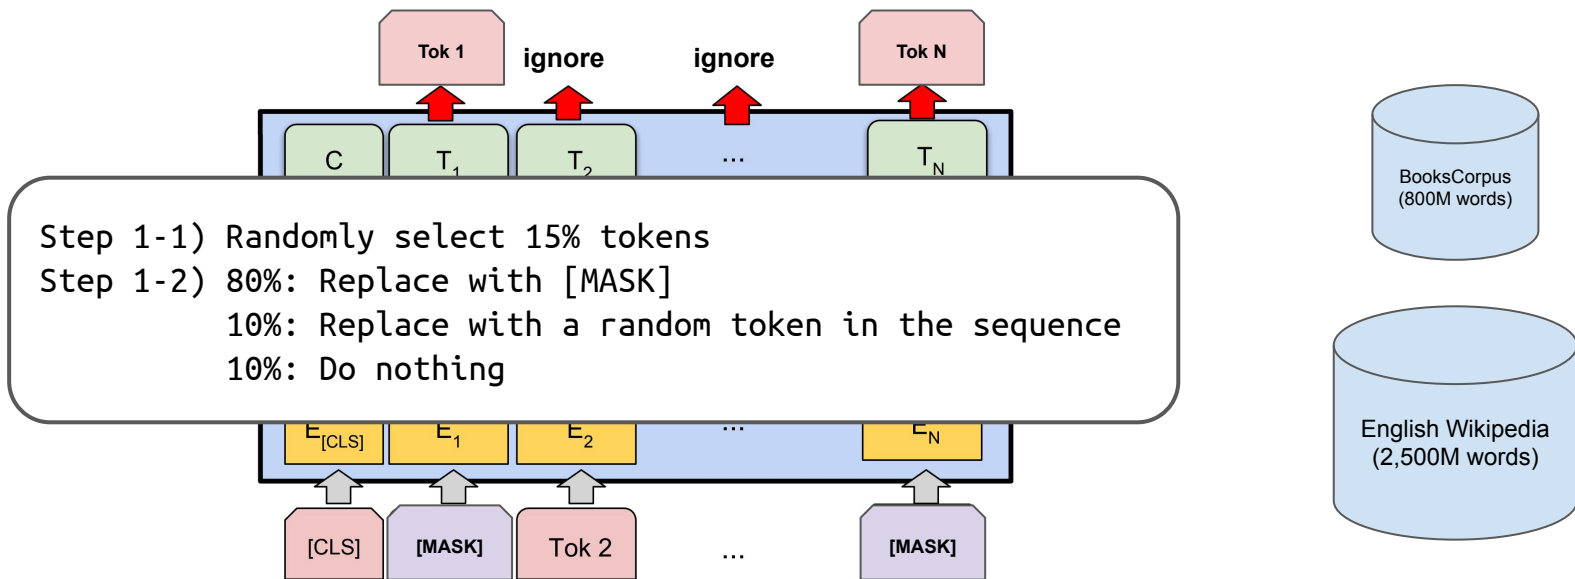 Tok 1
ignore
ignore
Tok N
C
T1
T2
...
TN
BooksCorpus
(800M words)
Step 1-1) Randomly select 15% tokens
Step 1-2) 80%: Replace with [MASK]
10%: Replace with a random token in the sequence
10%: Do nothing
E[CLS]
E1
E2
...
EN
English Wikipedia
(2,500M words)
[CLS]
[MASK]
Tok 2
...
[MASK]